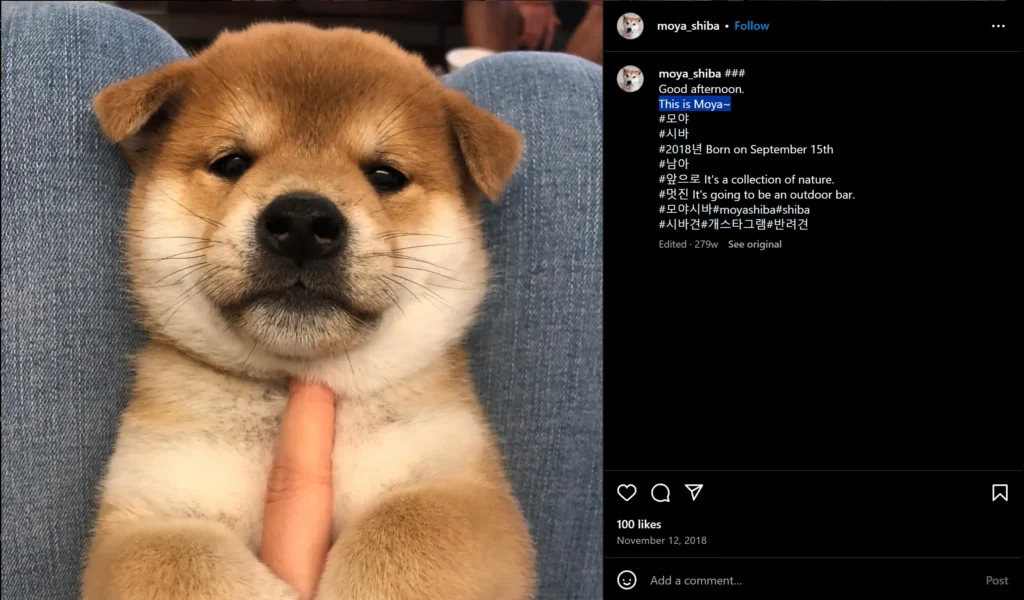 moya_shiba • Follow
moya_shiba ###
Good afternoon.
This is Moya~
#모야
#시바
#2018년 Born on September 15th
#남아
#앞으로 It's a collection of nature.
#멋진 It's going to be an outdoor bar.
#모야시바#moyashiba#shiba
#시바견#개스타그램#반려견
Edited · 279w See original
100 likes
November 12, 2018
Add a comment...
Post